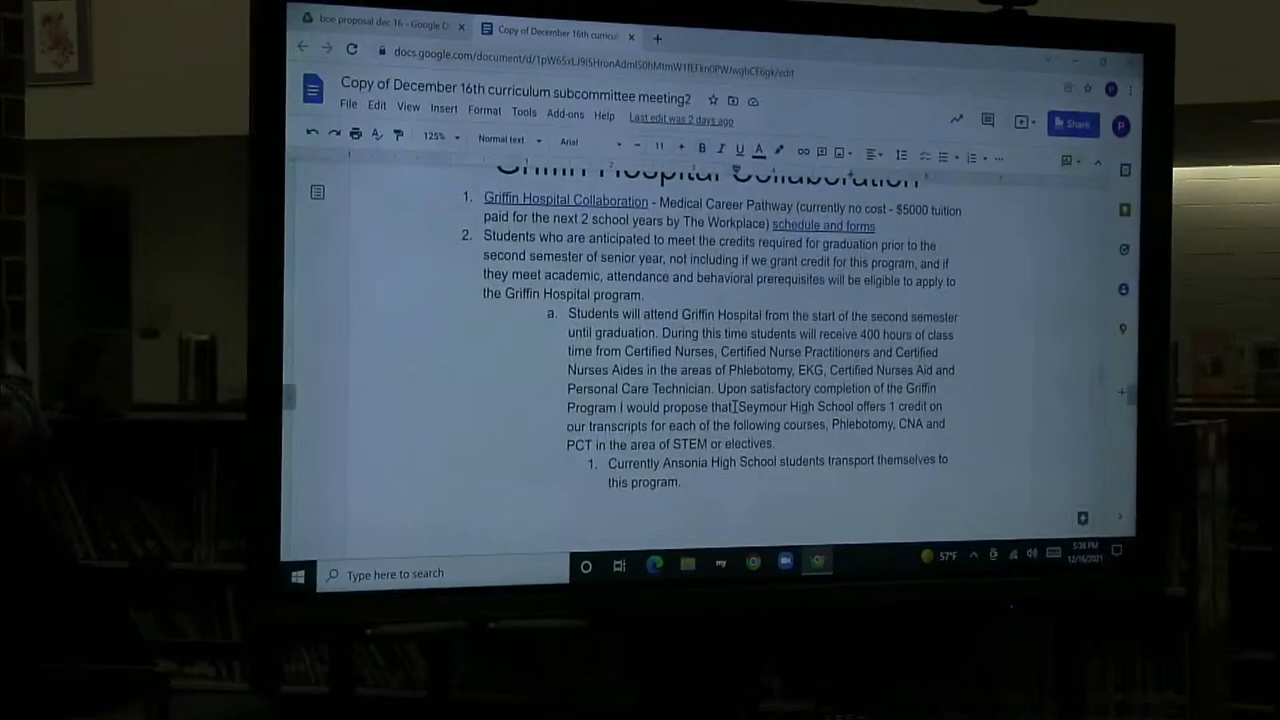 boe proposal dec 16 - Google D
Copy of December 16th curricul
Copy of December 16th curriculum subcommittee meeting2
File Edit View Insert Format Tools Add-ons Help Last edit was 2 days ago
Share
125% Normal text Arial 11
Griffin Hospital Collaboration
1. Griffin Hospital Collaboration - Medical Career Pathway (currently no cost - $5000 tuition
paid for the next 2 school years by The Workplace) schedule and forms
2. Students who are anticipated to meet the credits required for graduation prior to the
second semester of senior year, not including if we grant credit for this program, and if
they meet academic, attendance and behavioral prerequisites will be eligible to apply to
the Griffin Hospital program.
a. Students will attend Griffin Hospital from the start of the second semester
until graduation. During this time students will receive 400 hours of class
time from Certified Nurses, Certified Nurse Practitioners and Certified
Nurses Aides in the areas of Phlebotomy, EKG, Certified Nurses Aid and
Personal Care Technician. Upon satisfactory completion of the Griffin
Program I would propose that Seymour High School offers 1 credit on
our transcripts for each of the following courses, Phlebotomy, CNA and
PCT in the area of STEM or electives.
1. Currently Ansonia High School students transport themselves to
this program.
Type here to search
57°F
5:38 PM
12/16/2021